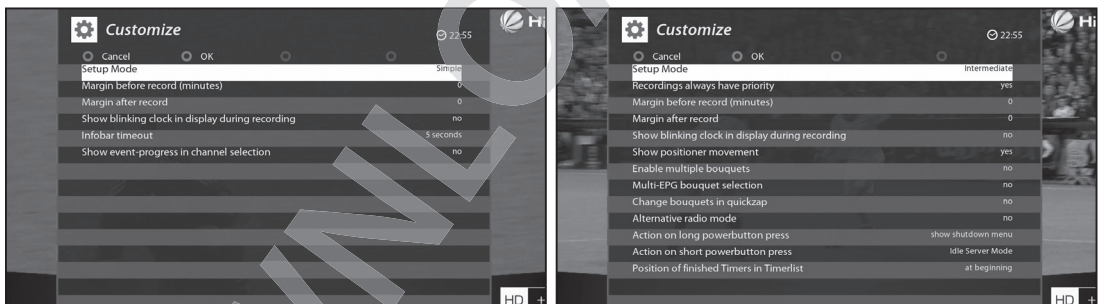 Customize
22:55
Hi
Cancel OK
Setup Mode Simple
Margin before record (minutes) 0
Margin after record 0
Show blinking clock in display during recording no
Infobar timeout 5 seconds
Show event-progress in channel selection no
HD +
Customize
22:55
Hi
Cancel OK
Setup Mode Intermediate
Recordings always have priority yes
Margin before record (minutes) 0
Margin after record 0
Show blinking clock in display during recording no
Show positioner movement yes
Enable multiple bouquets no
Multi-EPG bouquet selection no
Change bouquets in quickzap no
Alternative radio mode no
Action on long powerbutton press show shutdown menu
Action on short powerbutton press Idle Server Mode
Position of finished Timers in Timerlist at beginning
HD +